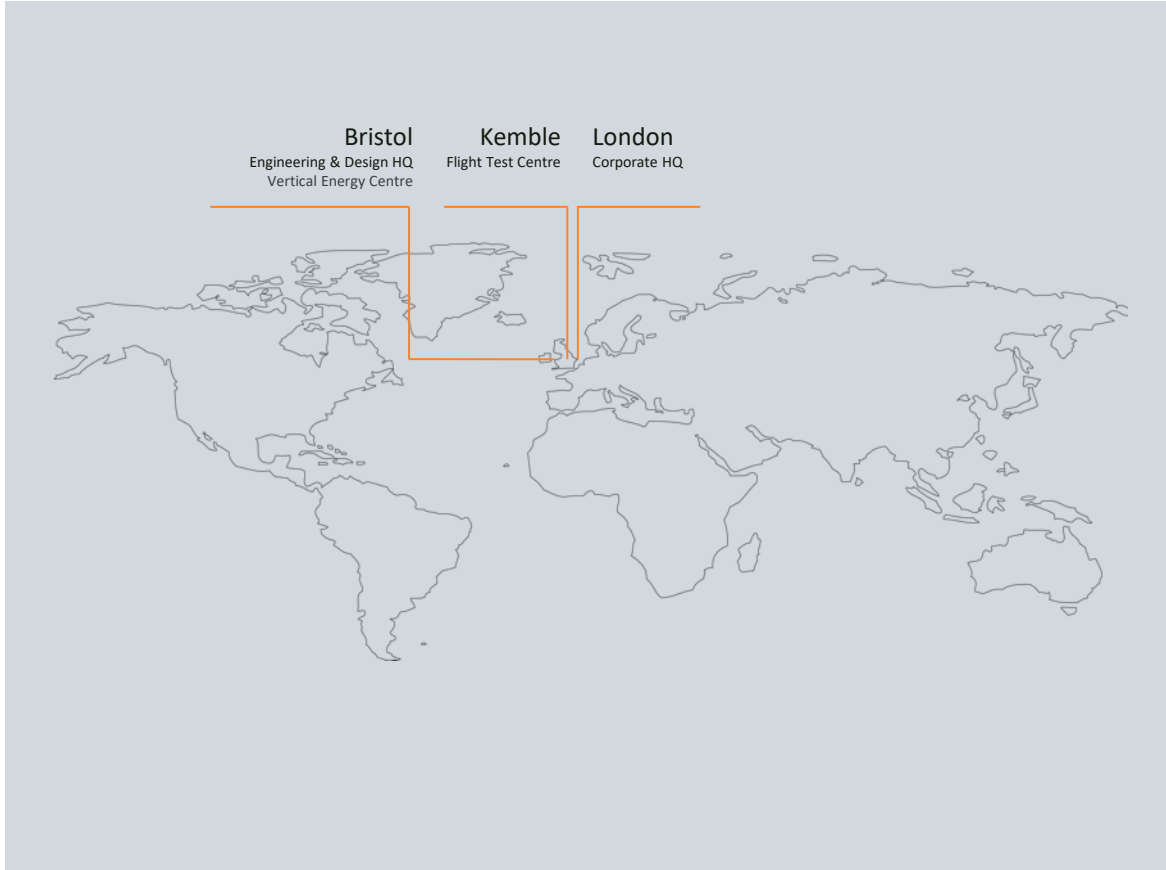 Bristol
Engineering & Design HQ
Vertical Energy Centre
Kemble
Flight Test Centre
London
Corporate HQ